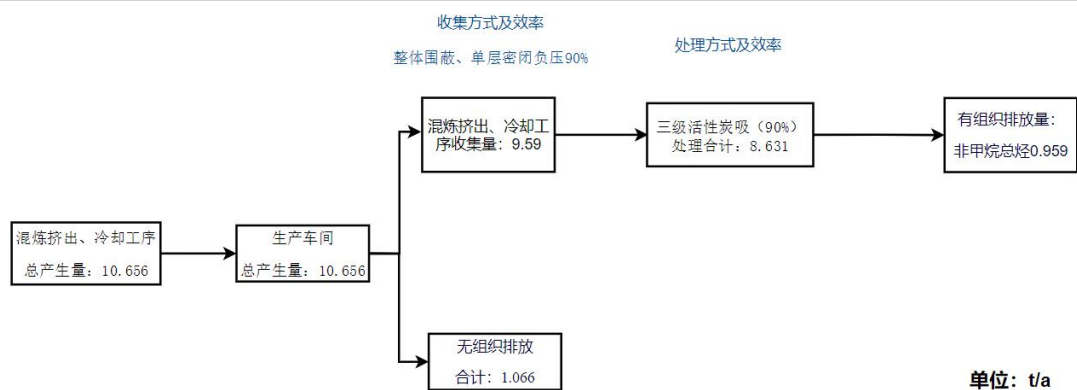 收集方式及效率
整体围蔽、单层密闭负压90%
处理方式及效率
混炼挤出、冷却工
序收集量：9.59
三级活性炭吸（90%）
处理合计：8.631
有组织排放量：
非甲烷总烃0.959
混炼挤出、冷却工序
总产生量：10.656
生产车间
总产生量：10.656
无组织排放
合计：1.066
单位：t/a